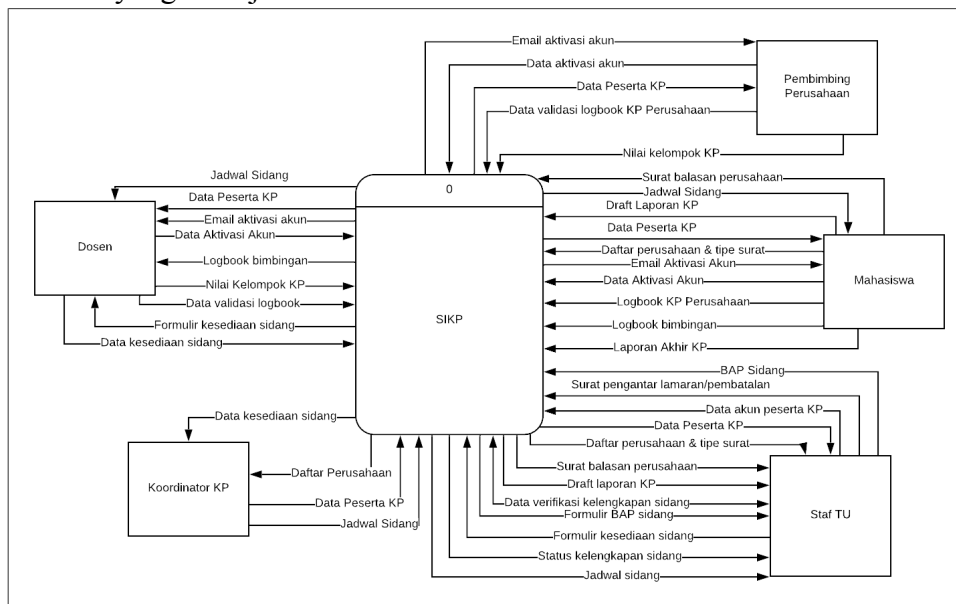 Email aktivasi akun
Data aktivasi akun
Data Peserta KP
Data validasi logbook KP Perusahaan
Nilai kelompok KP
Pembimbing
Perusahaan
Surat balasan perusahaan
Jadwal Sidang
Draft Laporan KP
Data Peserta KP
Daftar perusahaan & tipe surat
Email Aktivasi Akun
Data Aktivasi Akun
Logbook KP Perusahaan
Logbook bimbingan
Laporan Akhir KP
Mahasiswa
0
SIKP
Jadwal Sidang
Data Peserta KP
Email aktivasi akun
Data Aktivasi Akun
Logbook bimbingan
Nilai Kelompok KP
Data validasi logbook
Formulir kesediaan sidang
Data kesediaan sidang
Dosen
Data kesediaan sidang
Daftar Perusahaan
Data Peserta KP
Jadwal Sidang
Koordinator KP
BAP Sidang
Surat pengantar lamaran/pembatalan
Data akun peserta KP
Data Peserta KP
Daftar perusahaan & tipe surat
Surat balasan perusahaan
Draft laporan KP
Data verifikasi kelengkapan sidang
Formulir BAP sidang
Formulir kesediaan sidang
Status kelengkapan sidang
Jadwal sidang
Staf TU